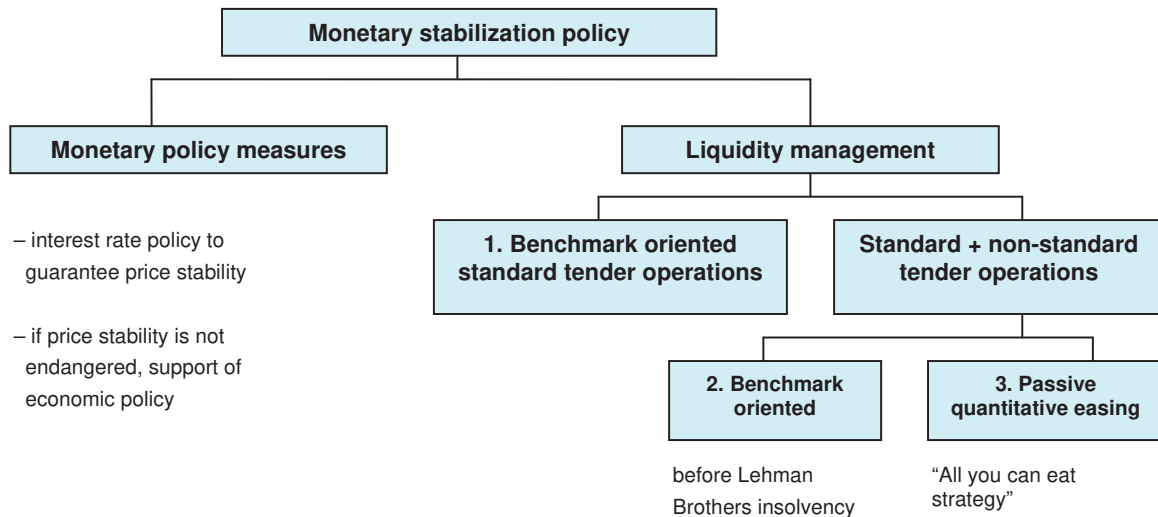 Monetary stabilization policy
Monetary policy measures
Liquidity management
– interest rate policy to
guarantee price stability
– if price stability is not
endangered, support of
economic policy
1. Benchmark oriented
standard tender operations
Standard + non-standard
tender operations
2. Benchmark
oriented
3. Passive
quantitative easing
before Lehman
Brothers insolvency
“All you can eat
strategy”